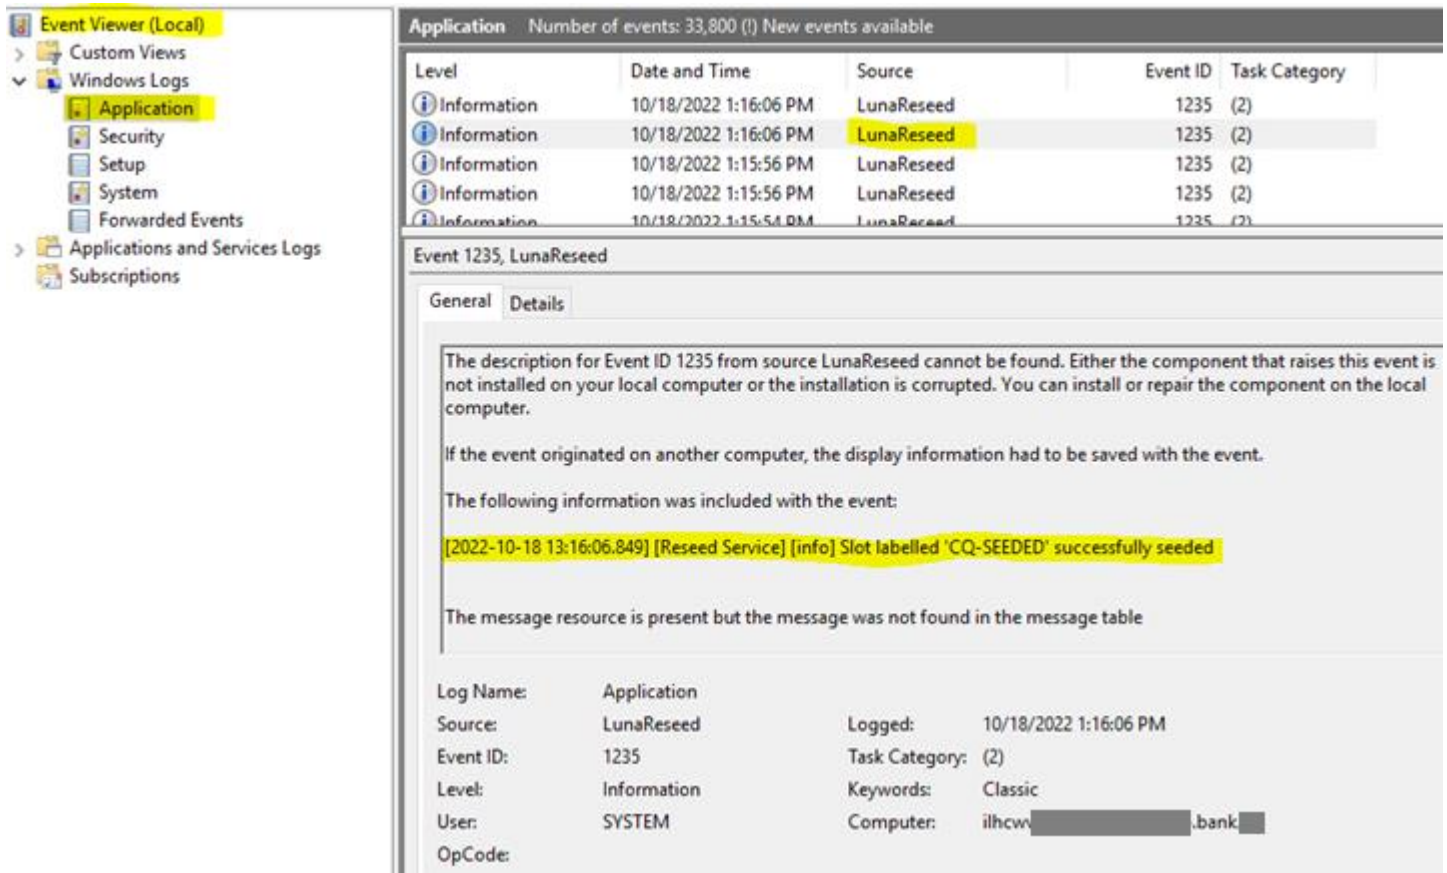 Event Viewer (Local)
Custom Views
Windows Logs
Application
Security
Setup
System
Forwarded Events
Applications and Services Logs
Subscriptions
Application Number of events: 33,800 (!) New events available
Level Date and Time Source Event ID Task Category
Information 10/18/2022 1:16:06 PM LunaReseed 1235 (2)
Information 10/18/2022 1:16:06 PM LunaReseed 1235 (2)
Information 10/18/2022 1:15:56 PM LunaReseed 1235 (2)
Information 10/18/2022 1:15:56 PM LunaReseed 1235 (2)
Information 10/18/2022 1:15:54 PM LunaReseed 1235 (2)
Event 1235, LunaReseed
General Details
The description for Event ID 1235 from source LunaReseed cannot be found. Either the component that raises this event is
not installed on your local computer or the installation is corrupted. You can install or repair the component on the local
computer.
If the event originated on another computer, the display information had to be saved with the event.
The following information was included with the event:
[2022-10-18 13:16:06.849] [Reseed Service] [info] Slot labelled 'CQ-SEEDED' successfully seeded
The message resource is present but the message was not found in the message table
Log Name: Application
Source: LunaReseed Logged: 10/18/2022 1:16:06 PM
Event ID: 1235 Task Category: (2)
Level: Information Keywords: Classic
User: SYSTEM Computer: ilhcw .bank
OpCode: